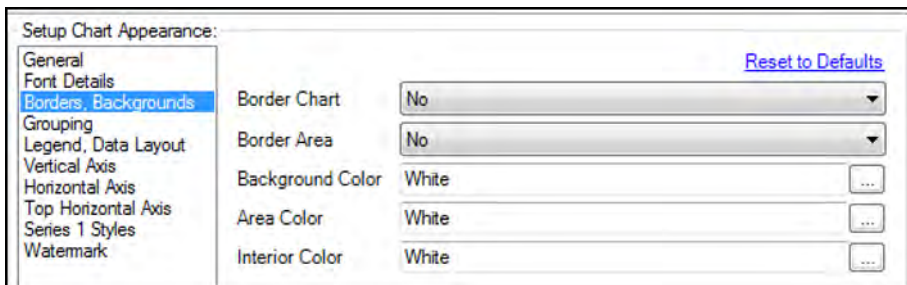 Setup Chart Appearance:
General
Font Details
Borders, Backgrounds
Grouping
Legend, Data Layout
Vertical Axis
Horizontal Axis
Top Horizontal Axis
Series 1 Styles
Watermark
Reset to Defaults
Border Chart No
Border Area No
Background Color White ...
Area Color White ...
Interior Color White ...